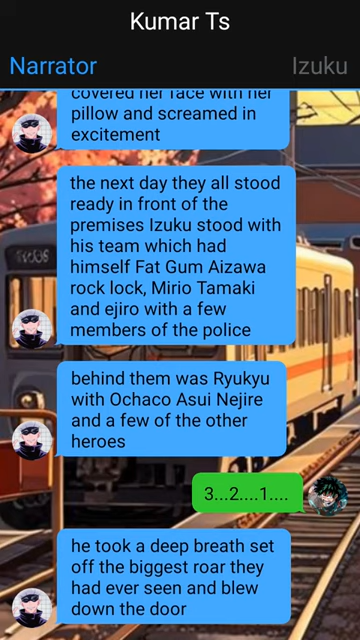 Kumar Ts
Narrator
Izuku
covered her face with her
pillow and screamed in
excitement
the next day they all stood
ready in front of the
premises Izuku stood with
his team which had
himself Fat Gum Aizawa
rock lock, Mirio Tamaki
and ejiro with a few
members of the police
behind them was Ryukyu
with Ochaco Asui Nejire
and a few of the other
heroes
3...2....1....
he took a deep breath set
off the biggest roar they
had ever seen and blew
down the door